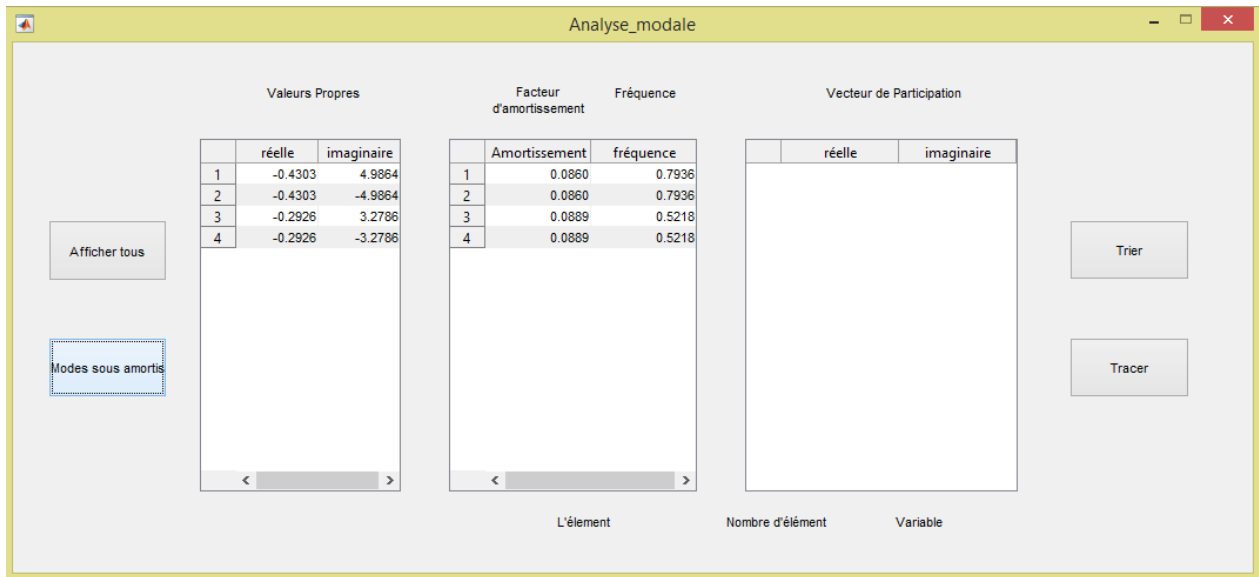 Analyse_modale
Valeurs Propres
Facteur
d'amortissement
Fréquence
Vecteur de Participation
réelle imaginaire
1 -0.4303 4.9864
2 -0.4303 -4.9864
3 -0.2926 3.2786
4 -0.2926 -3.2786
Amortissement fréquence
1 0.0860 0.7936
2 0.0860 0.7936
3 0.0889 0.5218
4 0.0889 0.5218
réelle imaginaire
Afficher tous
Modes sous amortis
Trier
Tracer
L'élement
Nombre d'élément
Variable